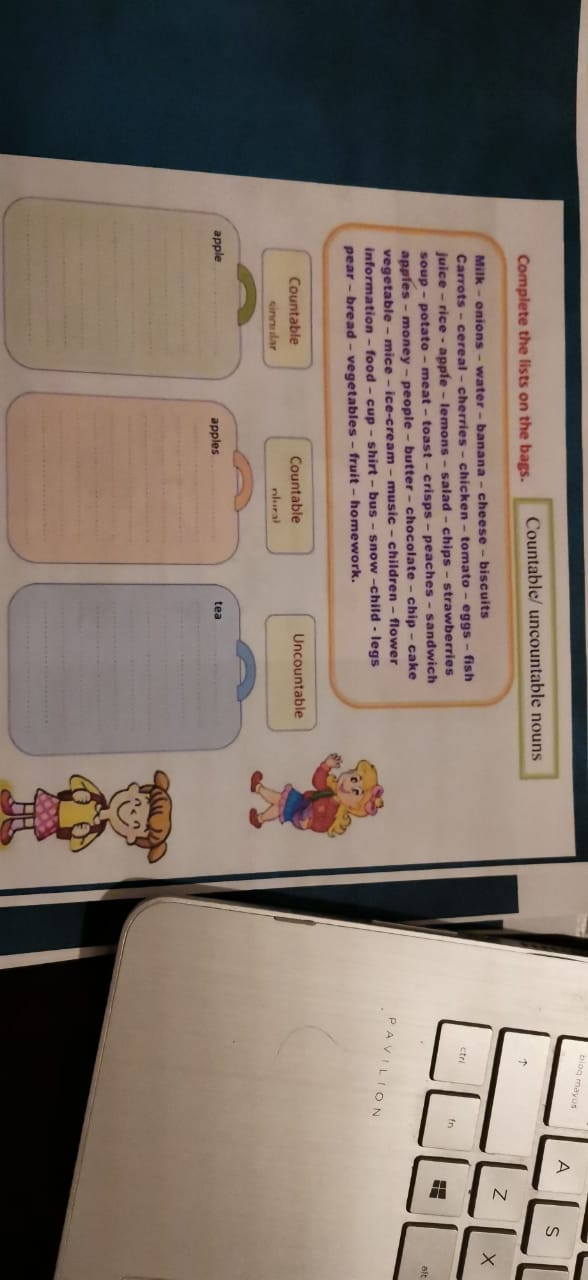 Countable/ uncountable nouns
Complete the lists on the bags.
Milk – onions – water – banana – cheese – biscuits
Carrots – cereal – cherries – chicken – tomato – eggs – fish
juice – rice - apple – lemons – salad – chips – strawberries
soup – potato – meat – toast – crisps – peaches – sandwich
apples – money – people – butter – chocolate – chip – cake
vegetable – mice – ice-cream – music – children – flower
information – food – cup – shirt – bus – snow –child - legs
pear – bread – vegetables – fruit – homework.
Countable
singular
Countable
plural
Uncountable
apple
apples
tea
bloq mayús
A
S
↑
Z
X
ctrl
fn
alt
PAVILION